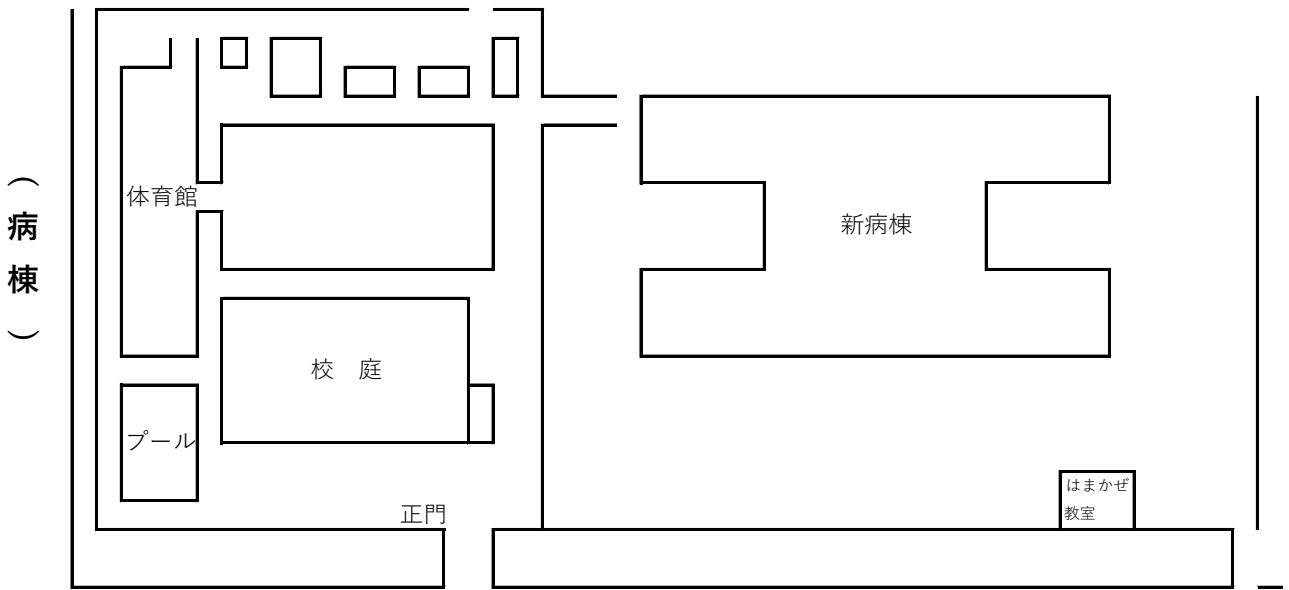 （病棟）
体育館
新病棟
校　庭
プール
はまかぜ
教室
正門